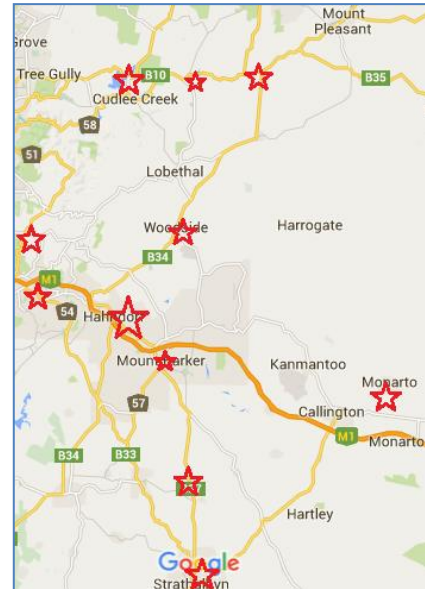 Mount
Pleasant
Grove
Tree Gully
B10
B35
Cudlee Creek
58
51
Lobethal
Woodside
Harrogate
B34
M1
54
Hahndorf
Mount Barker
Kanmantoo
Monarto
57
Callington
M1
Monarto
B34
B33
B37
Hartley
Google
Strathalbyn